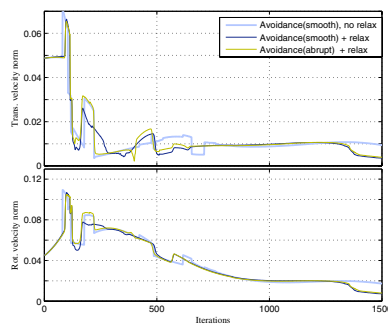 Avoidance(smooth), no relax
Avoidance(smooth) + relax
Avoidance(abrupt) + relax
Trans. velocity norm
0.06
0.04
0.02
0
Rot. velocity norm
0.12
0.08
0.04
0
0
500
1000
1500
Iterations